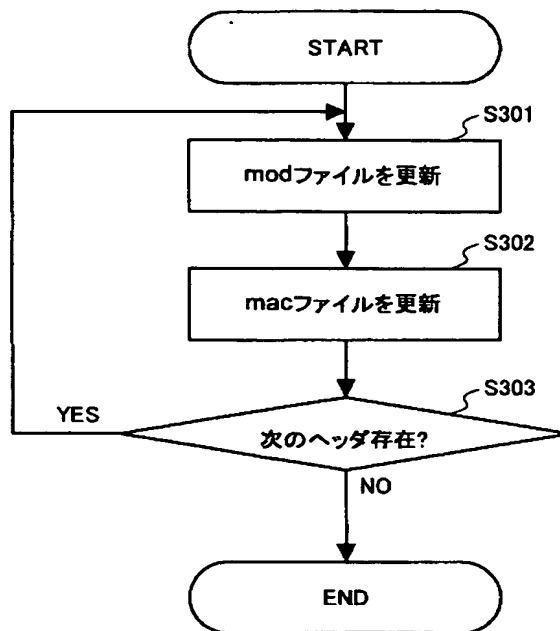 START
S301
modファイルを更新
S302
macファイルを更新
S303
YES
次のヘッダ存在?
NO
END